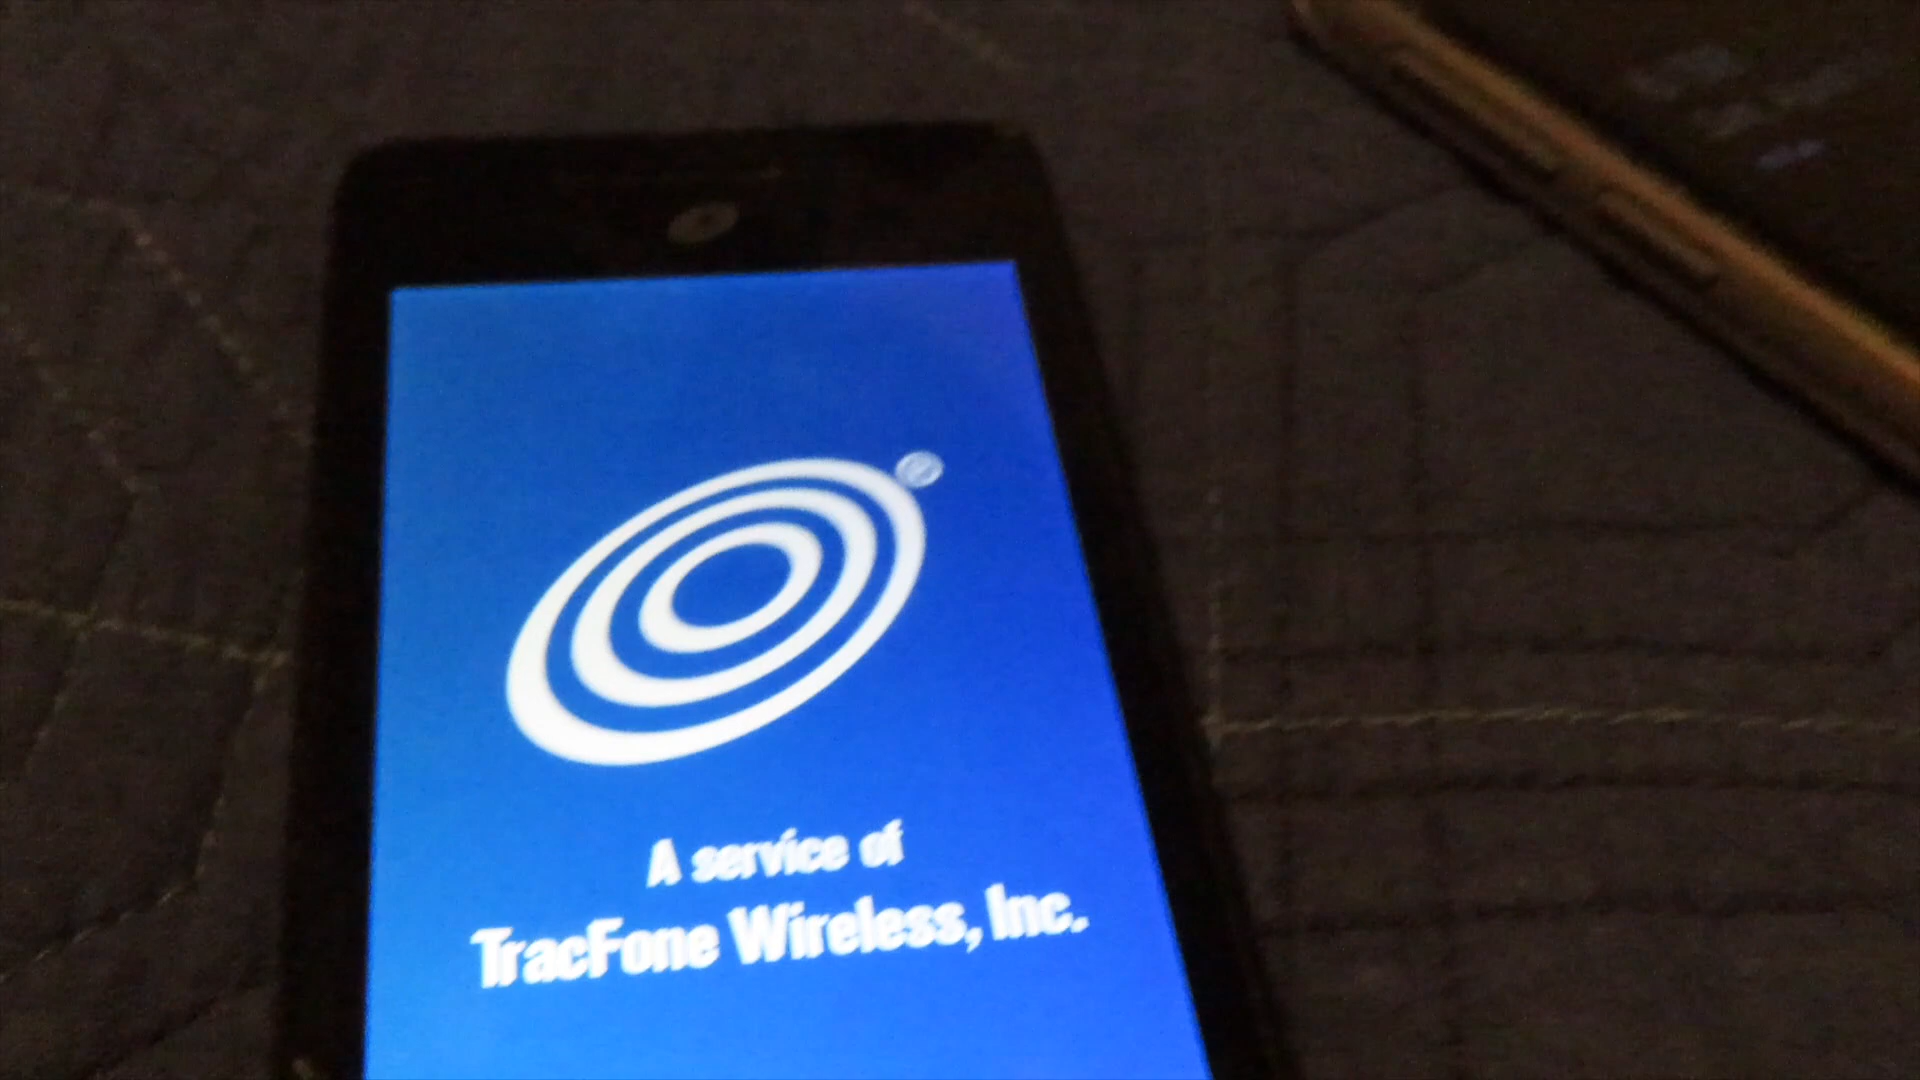 A service of
TracFone Wireless, Inc.